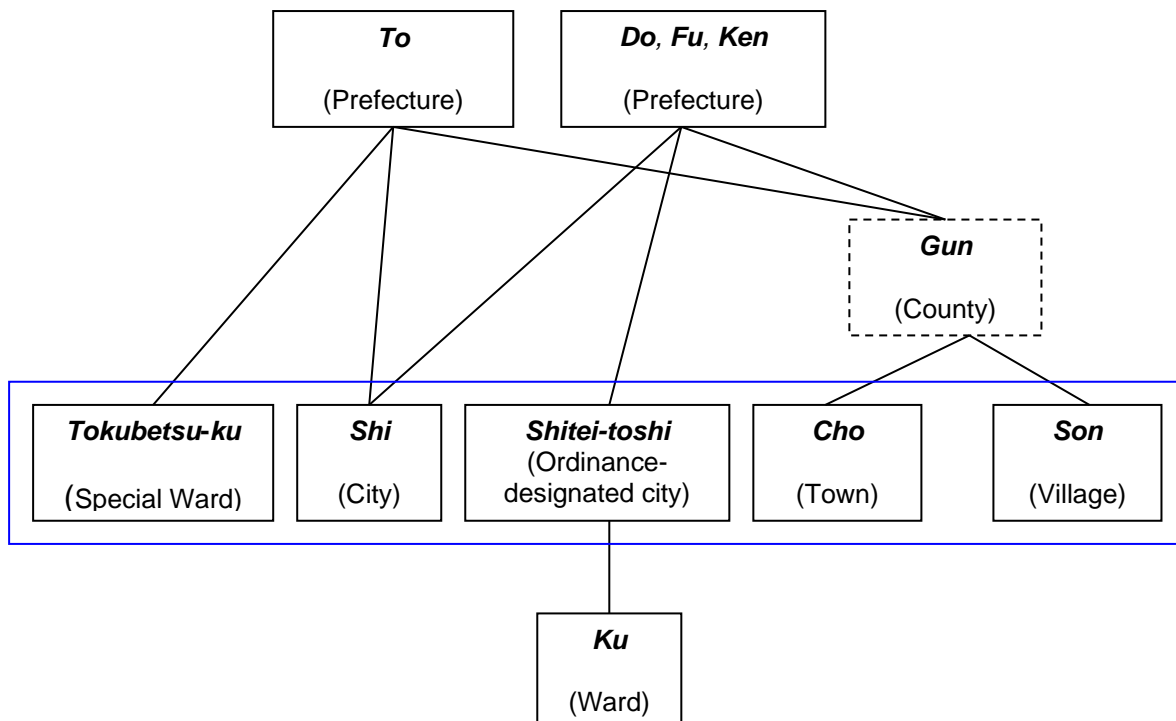 To
(Prefecture)
Do, Fu, Ken
(Prefecture)
Gun
(County)
Tokubetsu-ku
(Special Ward)
Shi
(City)
Shitei-toshi
(Ordinance-
designated city)
Cho
(Town)
Son
(Village)
Ku
(Ward)